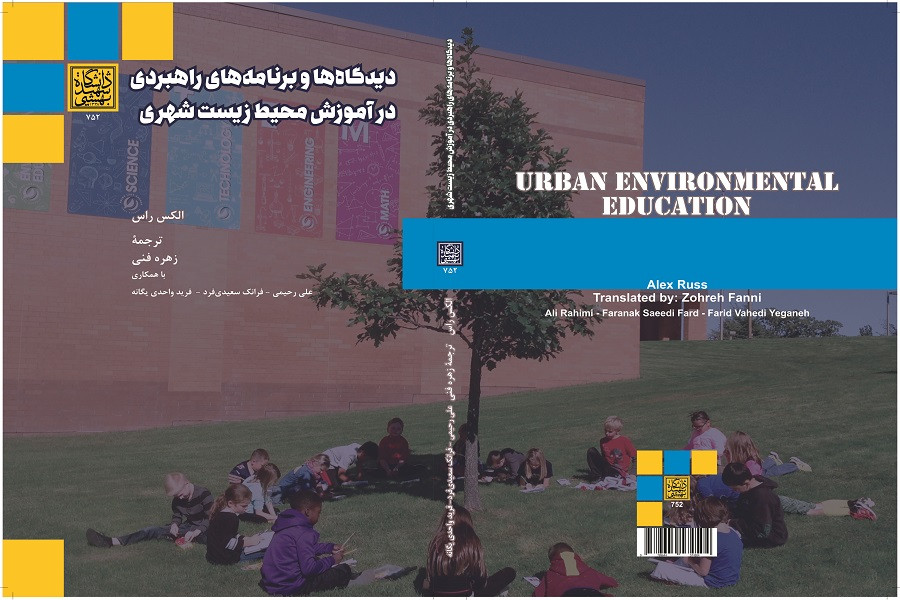 دیدگاه‌ها و برنامه‌های راهبردی
در آموزش محیط زیست شهری
دانشگاه
شهید
بهشتی
۷۵۲
SCIENCE
TECHNOLOGY
ENGINEERING
M
MATH
الکس راس
ترجمهٔ
زهره فنی
با همکاری
علی رحیمی - فرانک سعیدی‌فرد - فرید واحدی یگانه
دیدگاه‌ها و برنامه‌های راهبردی در آموزش محیط زیست شهری
۷۵۲
الکس راس
ترجمهٔ زهره فنی
علی رحیمی - فرانک سعیدی‌فرد - فرید واحدی یگانه
URBAN ENVIRONMENTAL
EDUCATION
Alex Russ
Translated by: Zohreh Fanni
Ali Rahimi - Faranak Saeedi Fard - Farid Vahedi Yeganeh
752